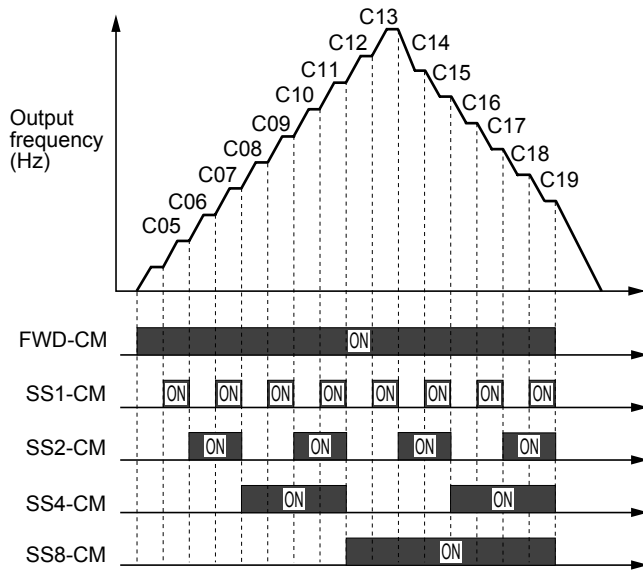 C13
C12
C14
C11
C15
C10
C16
C09
C17
C08
C18
C07
C19
C06
C05
Output
frequency
(Hz)
FWD-CM ON
SS1-CM ON ON ON ON ON ON ON ON
SS2-CM ON ON ON ON
SS4-CM ON ON
SS8-CM ON